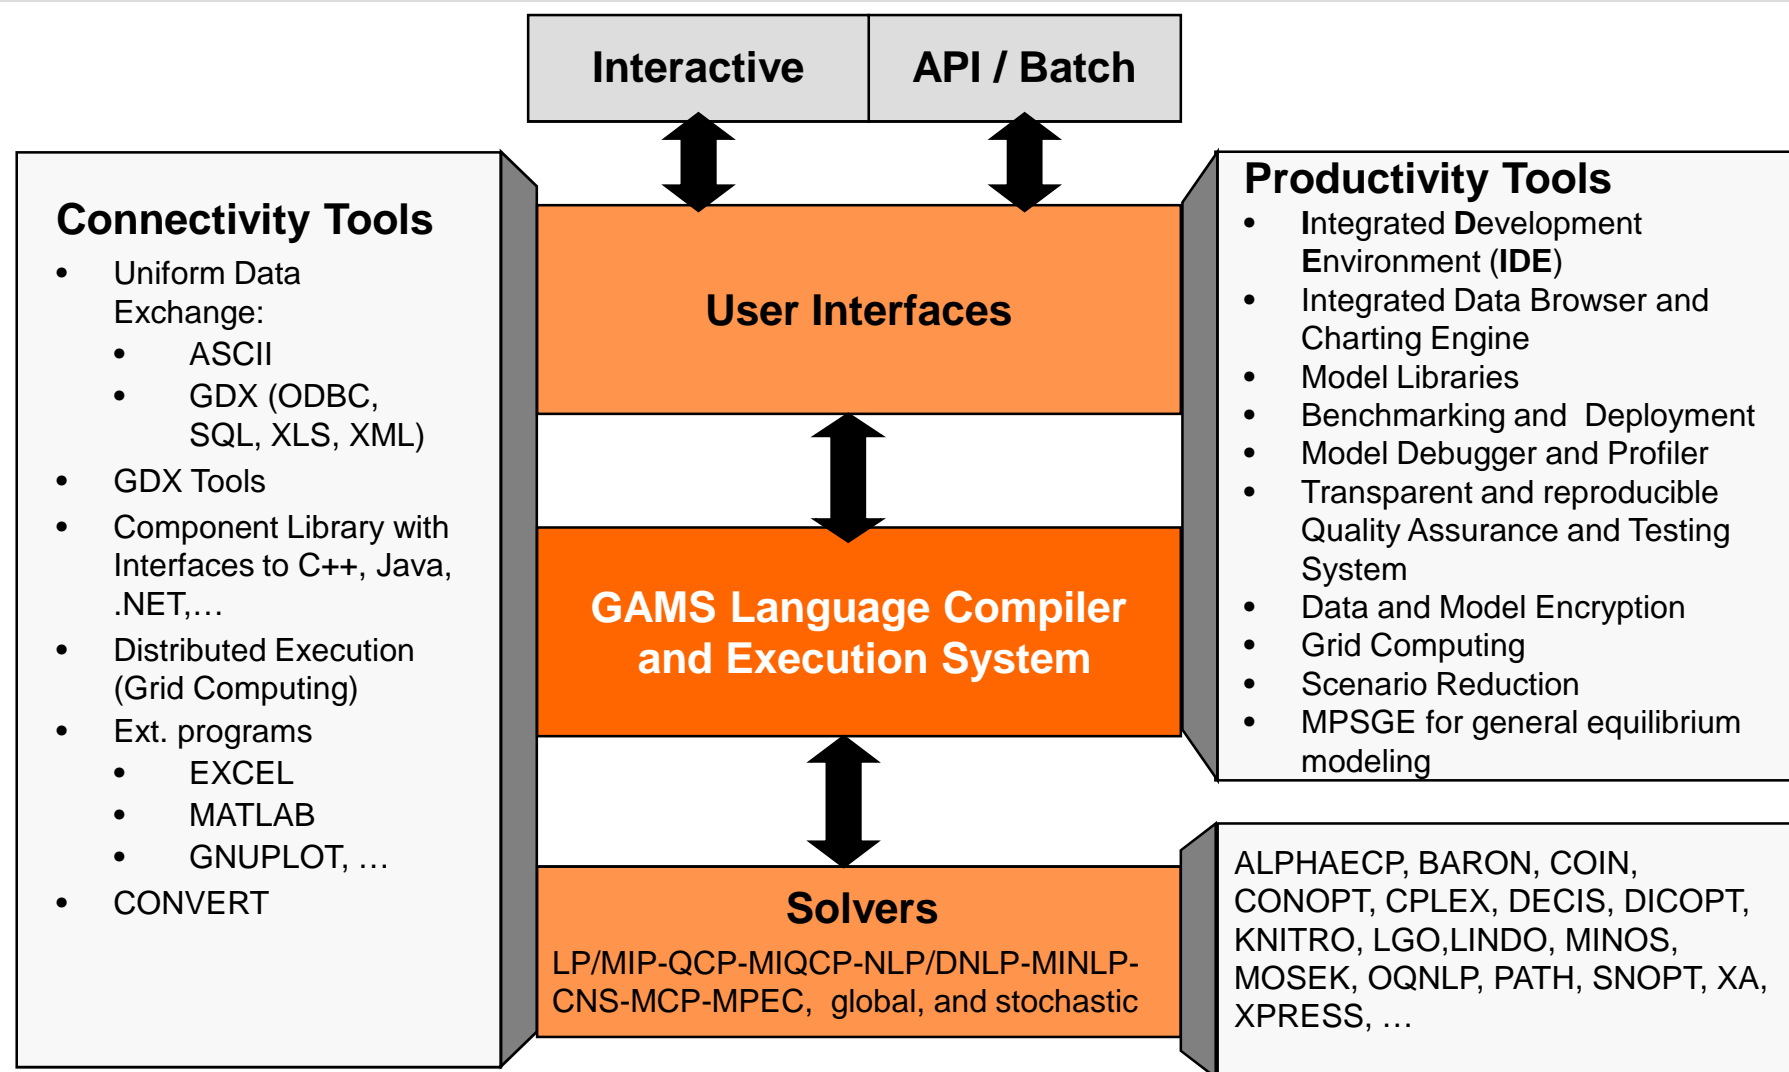 Interactive
API / Batch
Connectivity Tools
• Uniform Data
Exchange:
• ASCII
• GDX (ODBC,
SQL, XLS, XML)
• GDX Tools
• Component Library with
Interfaces to C++, Java,
.NET,…
• Distributed Execution
(Grid Computing)
• Ext. programs
• EXCEL
• MATLAB
• GNUPLOT, …
• CONVERT
User Interfaces
GAMS Language Compiler
and Execution System
Solvers
LP/MIP-QCP-MIQCP-NLP/DNLP-MINLP-
CNS-MCP-MPEC, global, and stochastic
Productivity Tools
• Integrated Development
Environment (IDE)
• Integrated Data Browser and
Charting Engine
• Model Libraries
• Benchmarking and Deployment
• Model Debugger and Profiler
• Transparent and reproducible
Quality Assurance and Testing
System
• Data and Model Encryption
• Grid Computing
• Scenario Reduction
• MPSGE for general equilibrium
modeling
ALPHAECP, BARON, COIN,
CONOPT, CPLEX, DECIS, DICOPT,
KNITRO, LGO,LINDO, MINOS,
MOSEK, OQNLP, PATH, SNOPT, XA,
XPRESS, …